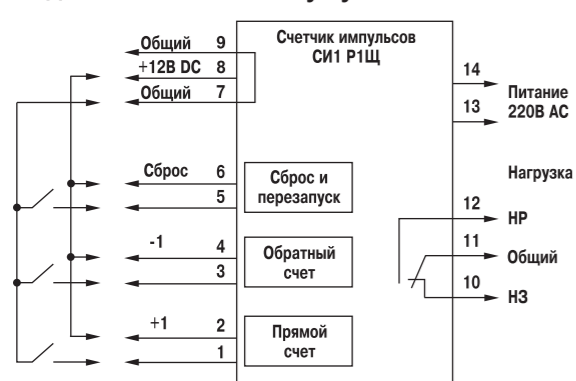 Общий 9
+12В DC 8
Общий 7
Счетчик импульсов
СИ1 Р1Щ
14
13
Питание
220В АС
Сброс 6
5
Сброс и
перезапуск
Нагрузка
12
НР
-1 4
3
Обратный
счет
11
Общий
10
НЗ
+1 2
1
Прямой
счет